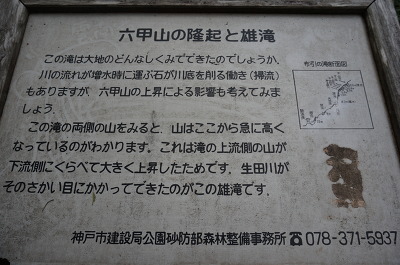 六甲山の隆起と雄滝
この滝は大地のどんなしくみでできたのでしょうか、
川の流れが増水時に運ぶ石が川底を削る働き(掃流)
もありますが、六甲山の上昇による影響も考えてみま
しょう。
この滝の両側の山をみると、山はここから急に高く
なっているのがわかります。これは滝の上流側の山が
下流側にくらべて大きく上昇したためです。生田川が
そのさかい目にかかってできたのがこの雄滝です。
布引の滝断面図
神戸市建設局公園砂防部森林整備事務所 ☎078-371-5937